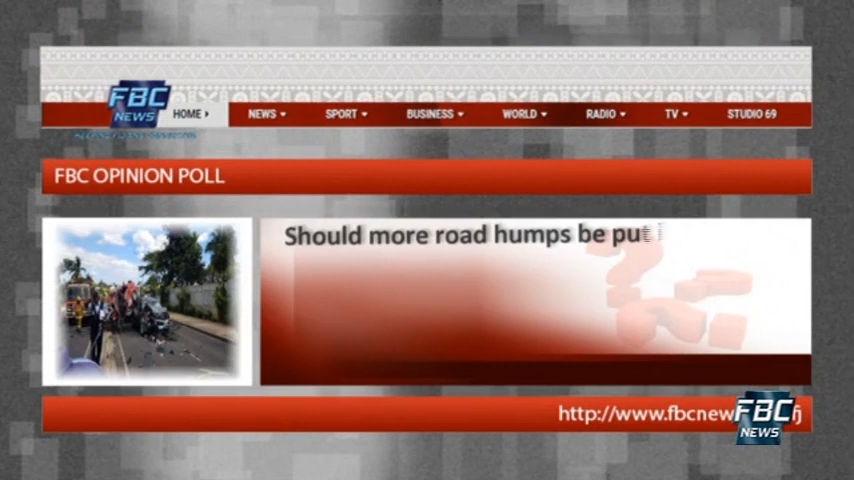 FBC
NEWS
HOME NEWS SPORT BUSINESS WORLD RADIO TV STUDIO 69
FBC OPINION POLL
Should more road humps be pu
http://www.fbcnew
FBC
NEWS